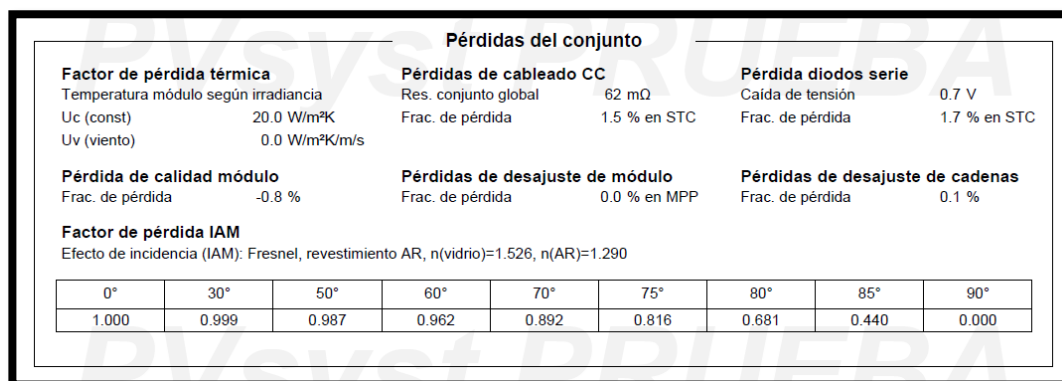 PVsyst PRUEBA
Pérdidas del conjunto
Factor de pérdida térmica
Temperatura módulo según irradiancia
Uc (const) 20.0 W/m²K
Uv (viento) 0.0 W/m²K/m/s
Pérdidas de cableado CC
Res. conjunto global 62 mΩ
Frac. de pérdida 1.5 % en STC
Pérdida diodos serie
Caída de tensión 0.7 V
Frac. de pérdida 1.7 % en STC
Pérdida de calidad módulo
Frac. de pérdida -0.8 %
Pérdidas de desajuste de módulo
Frac. de pérdida 0.0 % en MPP
Pérdidas de desajuste de cadenas
Frac. de pérdida 0.1 %
Factor de pérdida IAM
Efecto de incidencia (IAM): Fresnel, revestimiento AR, n(vidrio)=1.526, n(AR)=1.290
0° 30° 50° 60° 70° 75° 80° 85° 90°
1.000 0.999 0.987 0.962 0.892 0.816 0.681 0.440 0.000
PVsyst PRUEBA